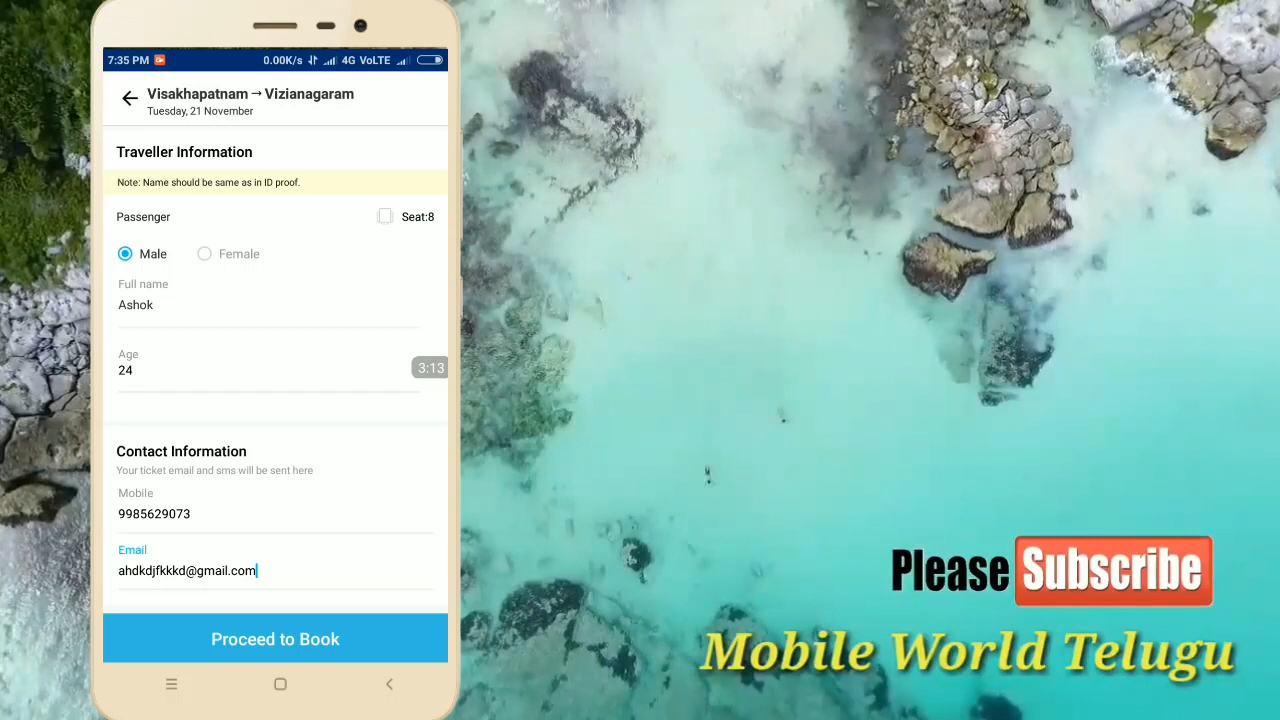 7:35 PM 0.00K/s 4G VoLTE
Visakhapatnam → Vizianagaram
Tuesday, 21 November
Traveller Information
Note: Name should be same as in ID proof.
Passenger Seat:8
Male Female
Full name
Ashok
Age
24
3:13
Contact Information
Your ticket email and sms will be sent here
Mobile
9985629073
Email
ahdkdjfkkkd@gmail.com
Proceed to Book
Please Subscribe
Mobile World Telugu